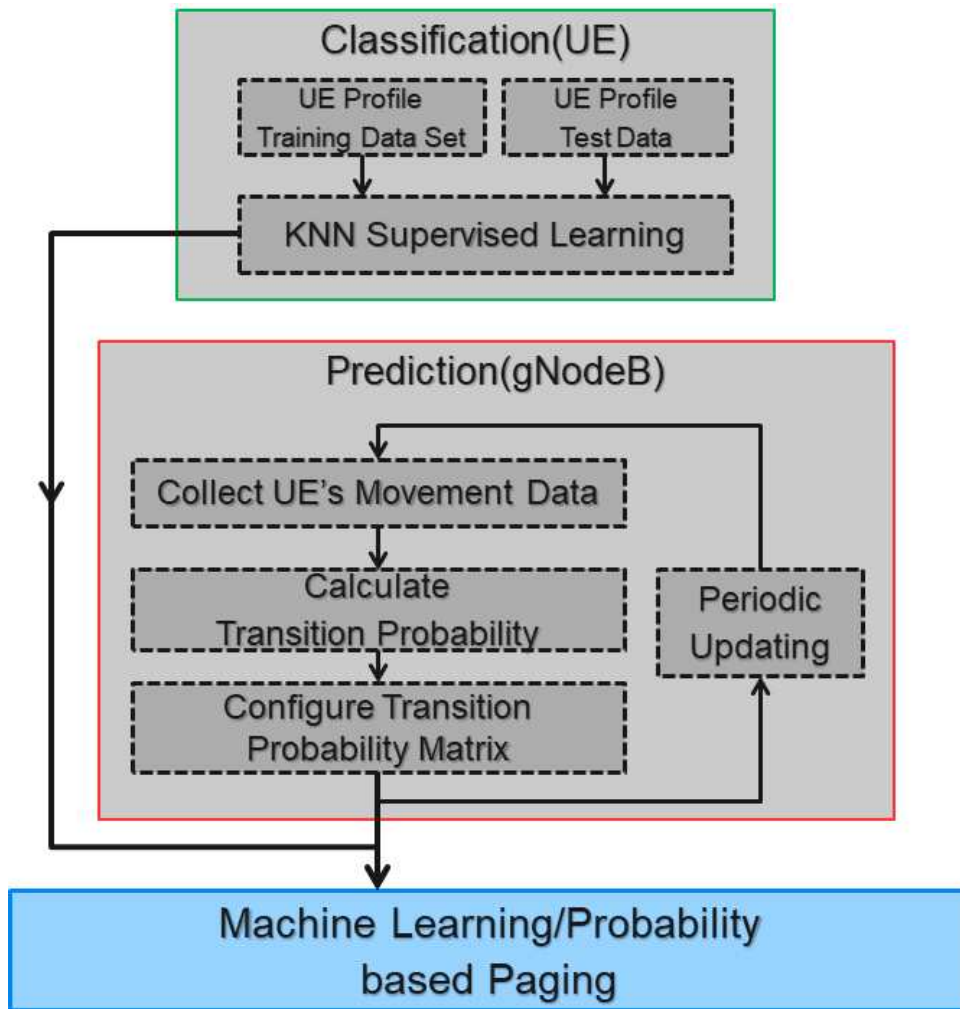 Classification(UE)
UE Profile
Training Data Set
UE Profile
Test Data
KNN Supervised Learning
Prediction(gNodeB)
Collect UE's Movement Data
Calculate
Transition Probability
Configure Transition
Probability Matrix
Periodic
Updating
Machine Learning/Probability
based Paging